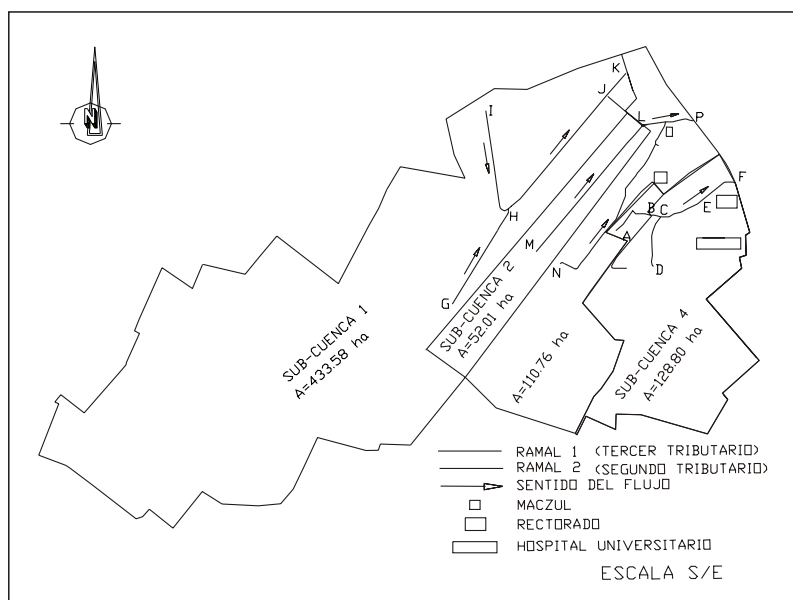 K
J
I
L
P
N
H
F
B
C
E
A
M
N
D
G
SUB-CUENCA 1
A=433.58 ha
SUB-CUENCA 2
A=52.01 ha
A=110.76 ha
SUB-CUENCA 4
A=128.80 ha
RAMAL 1 (TERCER TRIBUTARIO)
RAMAL 2 (SEGUNDO TRIBUTARIO)
SENTIDO DEL FLUJO
MACZUL
RECTORADO
HOSPITAL UNIVERSITARIO
ESCALA S/E